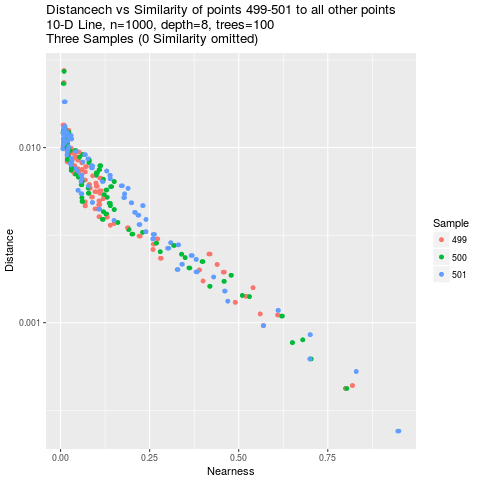 Distancech vs Similarity of points 499-501 to all other points
10-D Line, n=1000, depth=8, trees=100
Three Samples (0 Similarity omitted)
0.010
0.001
Distance
0.00
0.25
0.50
0.75
Nearness
Sample
499
500
501